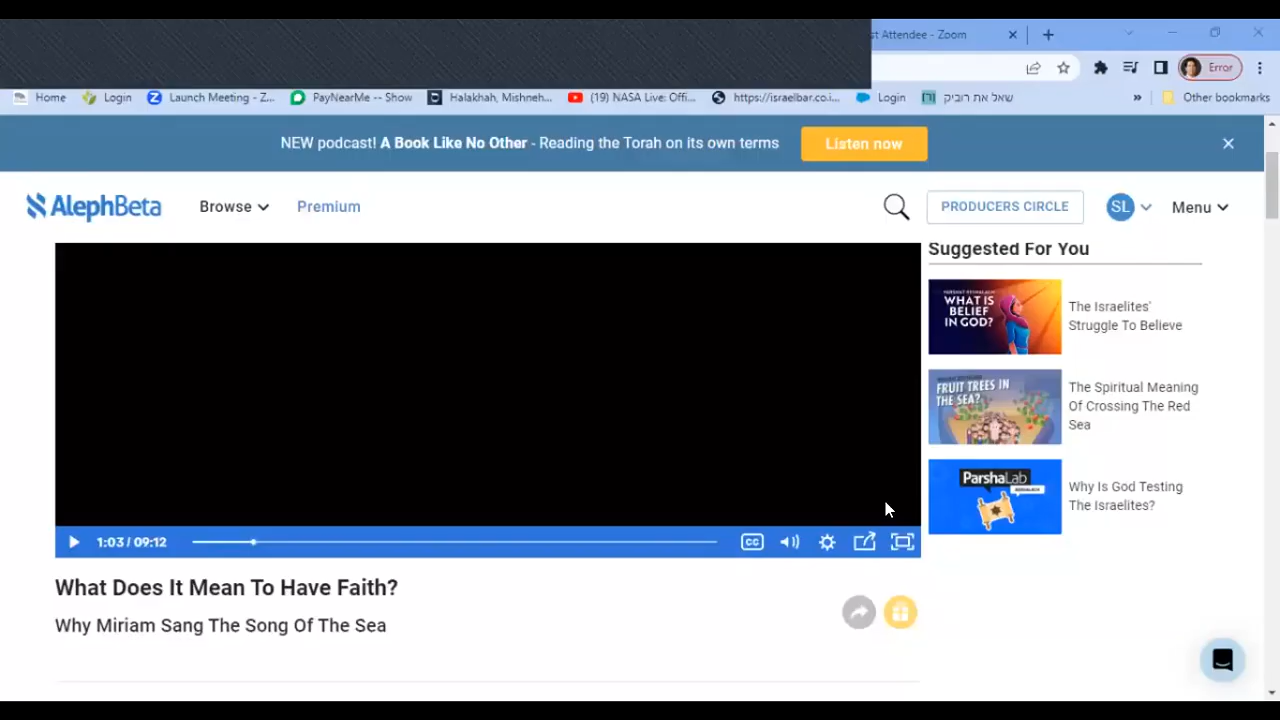 st Attendee - Zoom
Error
Home
Login
Launch Meeting - Z...
PayNearMe -- Show
Halakhah, Mishneh...
(19) NASA Live: Offi...
https://israelbar.co.i...
Login
שאל את רוביק
»
Other bookmarks
NEW podcast! A Book Like No Other - Reading the Torah on its own terms
Listen now
AlephBeta
Browse
Premium
PRODUCERS CIRCLE
SL
Menu
Suggested For You
WHAT IS
BELIEF
IN GOD?
The Israelites'
Struggle To Believe
FRUIT TREES IN
THE SEA?
The Spiritual Meaning
Of Crossing The Red
Sea
ParshaLab
Why Is God Testing
The Israelites?
1:03 / 09:12
CC
What Does It Mean To Have Faith?
Why Miriam Sang The Song Of The Sea